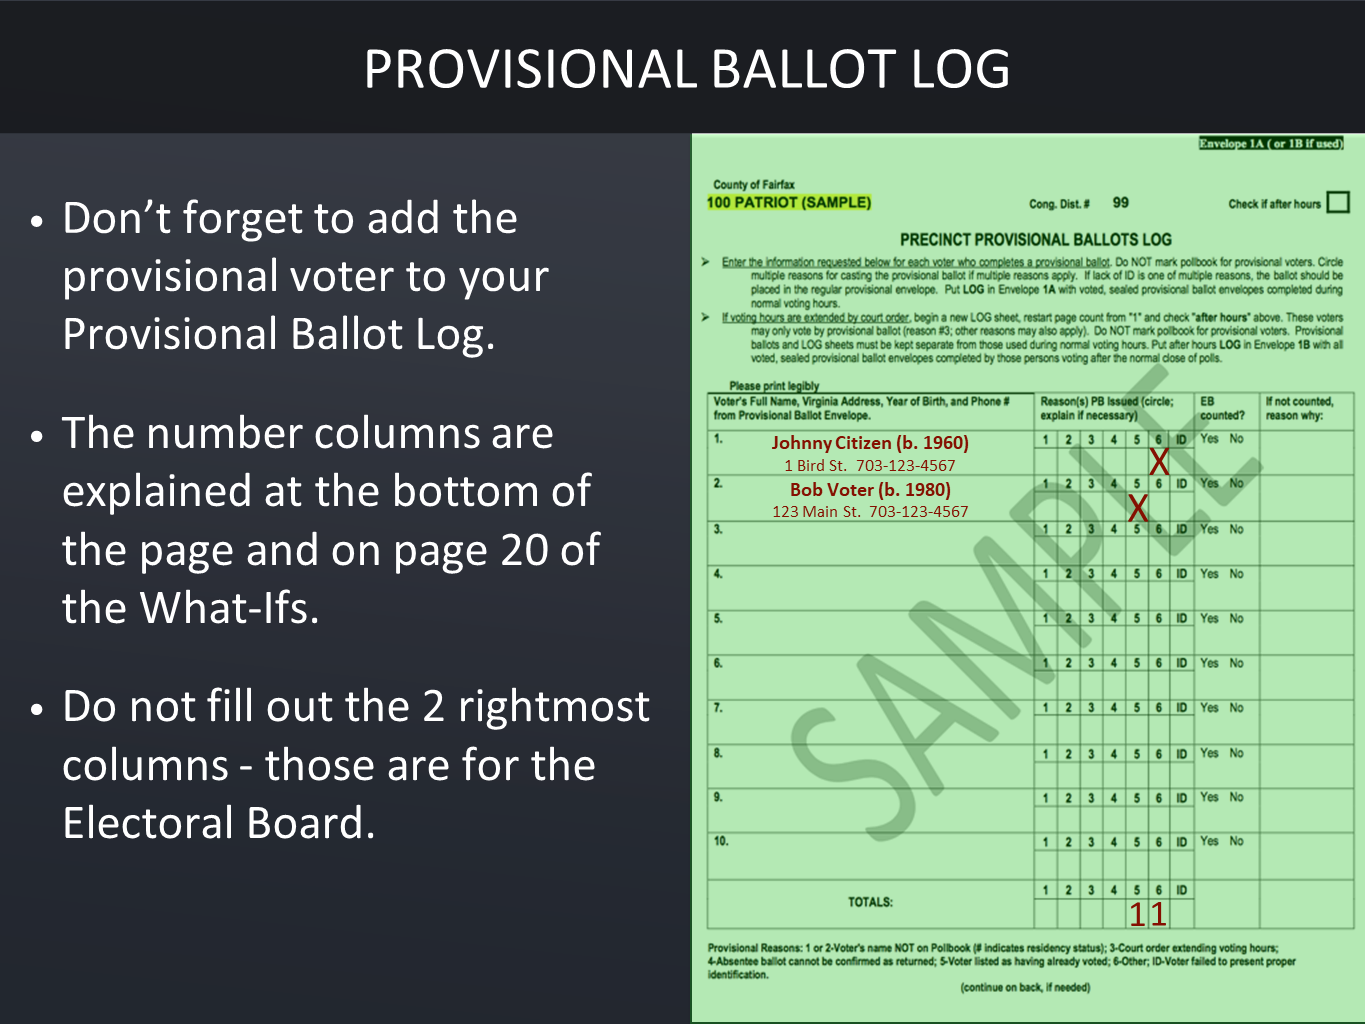 PROVISIONAL BALLOT LOG
• Don’t forget to add the
provisional voter to your
Provisional Ballot Log.
• The number columns are
explained at the bottom of
the page and on page 20 of
the What-Ifs.
• Do not fill out the 2 rightmost
columns - those are for the
Electoral Board.
Envelope 1A ( or 1B if used)
County of Fairfax
100 PATRIOT (SAMPLE) Cong. Dist. # 99 Check if after hours
PRECINCT PROVISIONAL BALLOTS LOG
➢ Enter the information requested below for each voter who completes a provisional ballot. Do NOT mark pollbook for provisional voters. Circle
multiple reasons for casting the provisional ballot if multiple reasons apply. If lack of ID is one of multiple reasons, the ballot should be
placed in the regular provisional envelope. Put LOG in Envelope 1A with voted, sealed provisional ballot envelopes completed during
normal voting hours.
➢ If voting hours are extended by court order, begin a new LOG sheet, restart page count from "1" and check "after hours" above. These voters
may only vote by provisional ballot (reason #3; other reasons may also apply). Do NOT mark pollbook for provisional voters. Provisional
ballots and LOG sheets must be kept separate from those used during normal voting hours. Put after hours LOG in Envelope 1B with all
voted, sealed provisional ballot envelopes completed by those persons voting after the normal close of polls.
Please print legibly
Voter's Full Name, Virginia Address, Year of Birth, and Phone # Reason(s) PB Issued (circle; EB If not counted,
from Provisional Ballot Envelope. explain if necessary) counted? reason why:
1. Johnny Citizen (b. 1960) 1 2 3 4 5 6 ID Yes No
1 Bird St. 703-123-4567 X
2. Bob Voter (b. 1980) 1 2 3 4 5 6 ID Yes No
123 Main St. 703-123-4567 X
3. 1 2 3 4 5 6 ID Yes No
4. 1 2 3 4 5 6 ID Yes No
5. 1 2 3 4 5 6 ID Yes No
6. 1 2 3 4 5 6 ID Yes No
7. 1 2 3 4 5 6 ID Yes No
8. 1 2 3 4 5 6 ID Yes No
9. 1 2 3 4 5 6 ID Yes No
10. 1 2 3 4 5 6 ID Yes No
1 2 3 4 5 6 ID
TOTALS: 1 1
SAMPLE
Provisional Reasons: 1 or 2-Voter's name NOT on Pollbook (# indicates residency status); 3-Court order extending voting hours;
4-Absentee ballot cannot be confirmed as returned; 5-Voter listed as having already voted; 6-Other; ID-Voter failed to present proper
identification.
(continue on back, if needed)